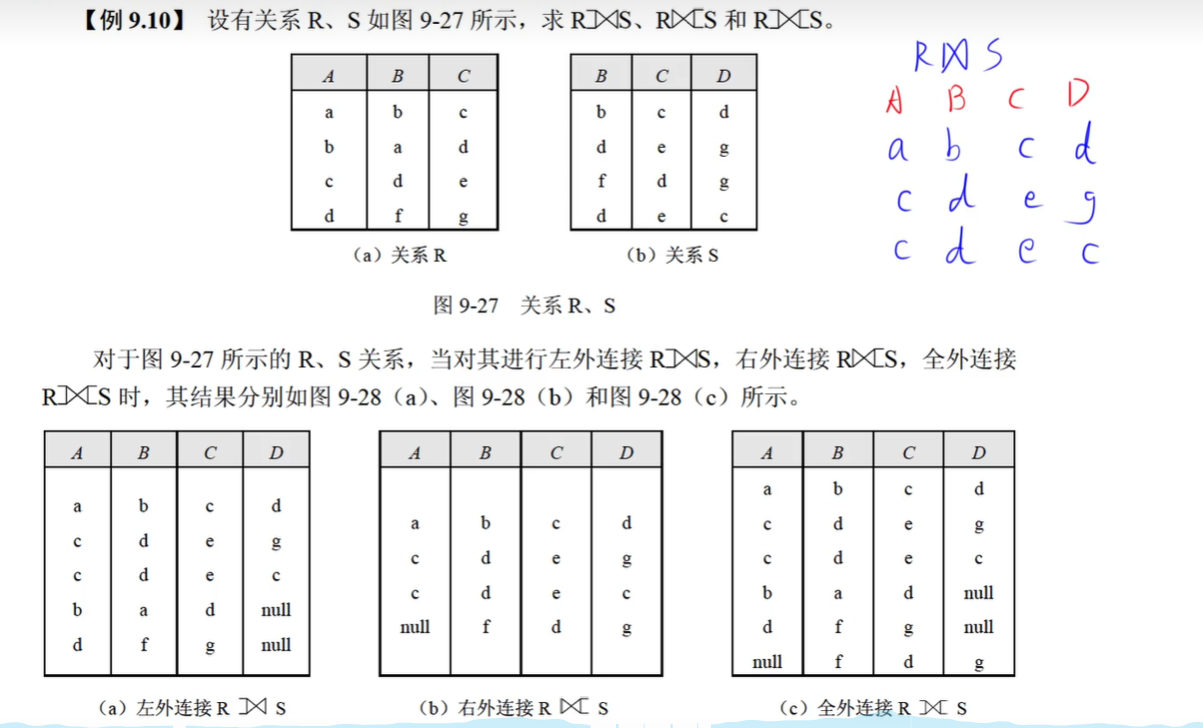 【例 9.10】 设有关系 R、S 如图 9-27 所示，求 R⟕S、R⟖S 和 R⟗S。
R⋈S
A B C D
a b c d
c d e g
c d e c
A B C
a b c
b a d
c d e
d f g
（a）关系 R
B C D
b c d
d e g
f d g
d e c
（b）关系 S
图 9-27 关系 R、S
对于图 9-27 所示的 R、S 关系，当对其进行左外连接 R⟕S，右外连接 R⟖S，全外连接
R⟗S 时，其结果分别如图 9-28（a）、图 9-28（b）和图 9-28（c）所示。
A B C D
a b c d
c d e g
c d e c
b a d null
d f g null
（a）左外连接 R ⟕ S
A B C D
a b c d
c d e g
c d e c
null f d g
（b）右外连接 R ⟖ S
A B C D
a b c d
c d e g
c d e c
b a d null
d f g null
null f d g
（c）全外连接 R ⟗ S